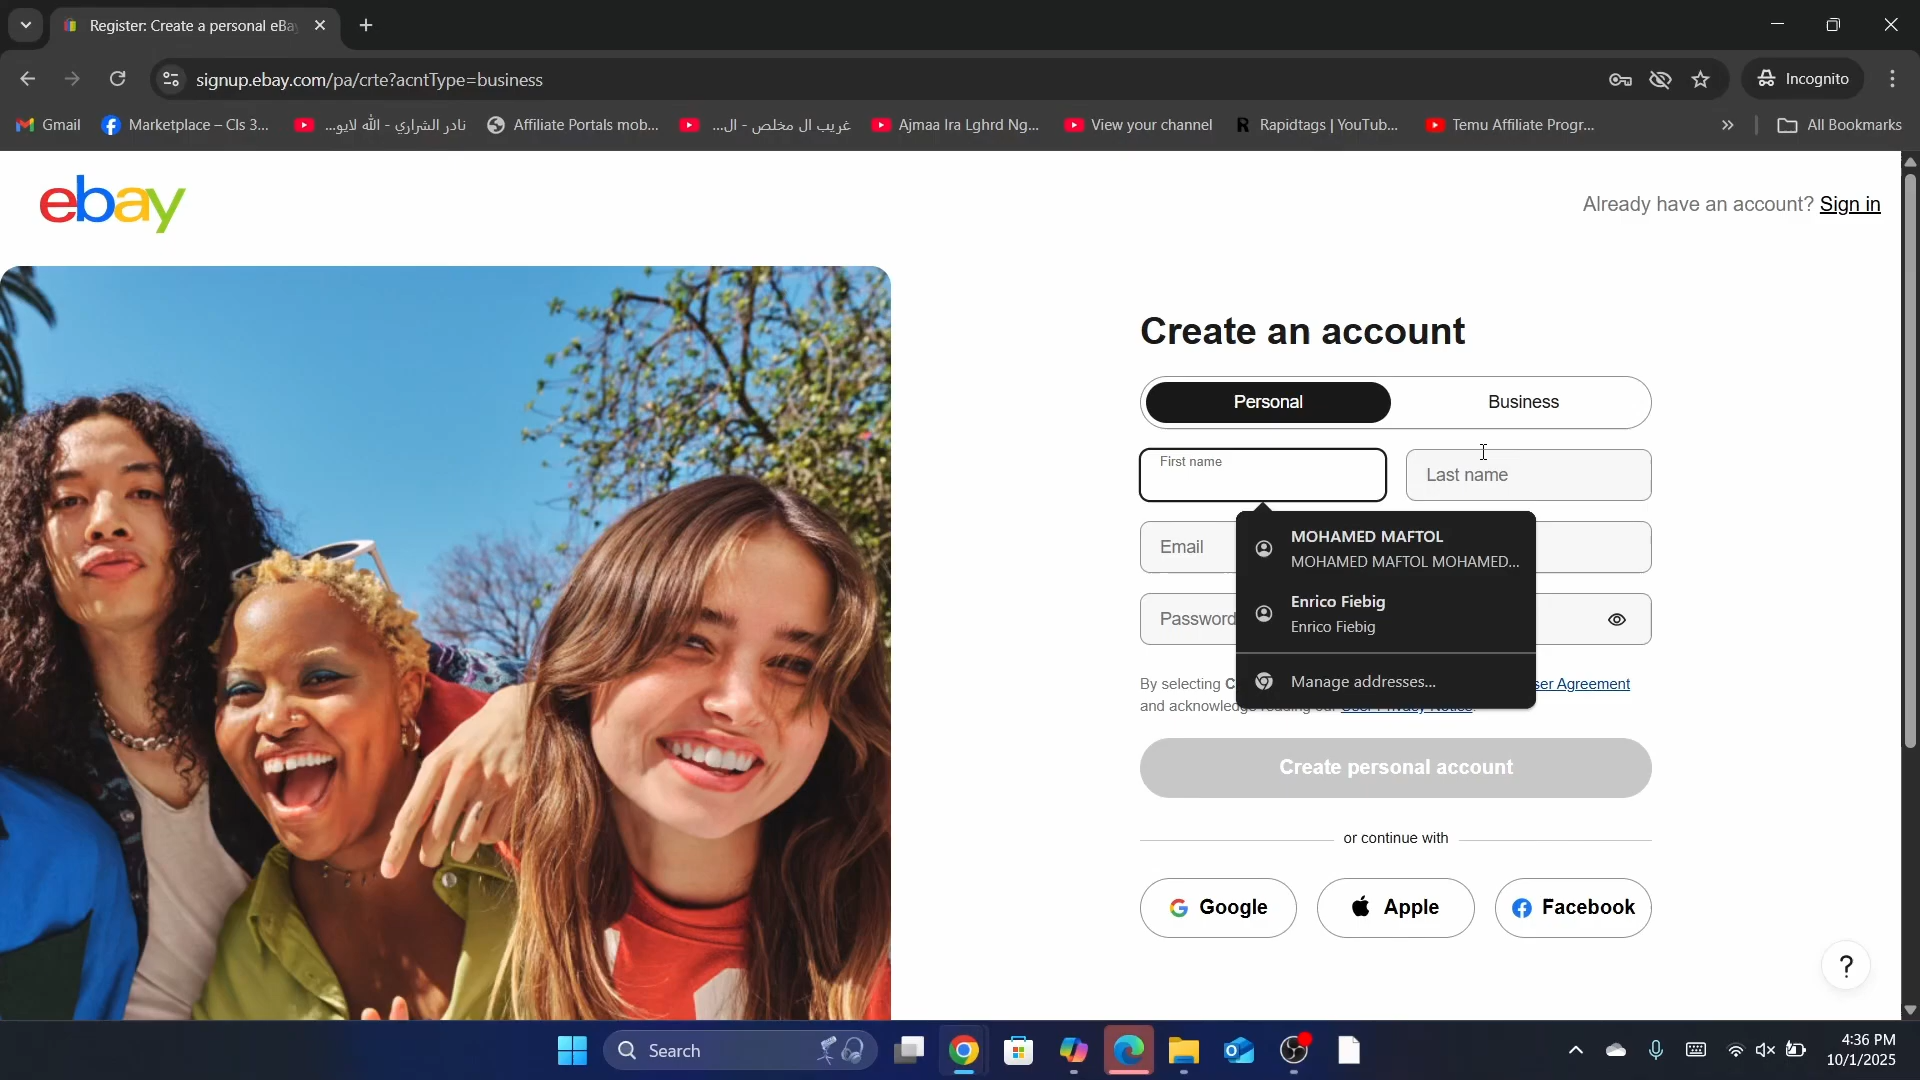 Register: Create a personal eBa
signup.ebay.com/pa/crte?acntType=business
Incognito
Gmail
Marketplace – Cls 3...
نادر الشراري - الله لايو...
Affiliate Portals mob...
غريب ال مخلص - ال...
Ajmaa Ira Lghrd Ng...
View your channel
Rapidtags | YouTub...
Temu Affiliate Progr...
»
All Bookmarks
ebay
Already have an account? Sign in
Create an account
Personal
Business
First name
Last name
Email
MOHAMED MAFTOL
MOHAMED MAFTOL MOHAMED...
Enrico Fiebig
Enrico Fiebig
Password
Manage addresses...
By selecting
ser Agreement
and acknowledge
Create personal account
or continue with
Google
Apple
Facebook
?
Search
4:36 PM
10/1/2025